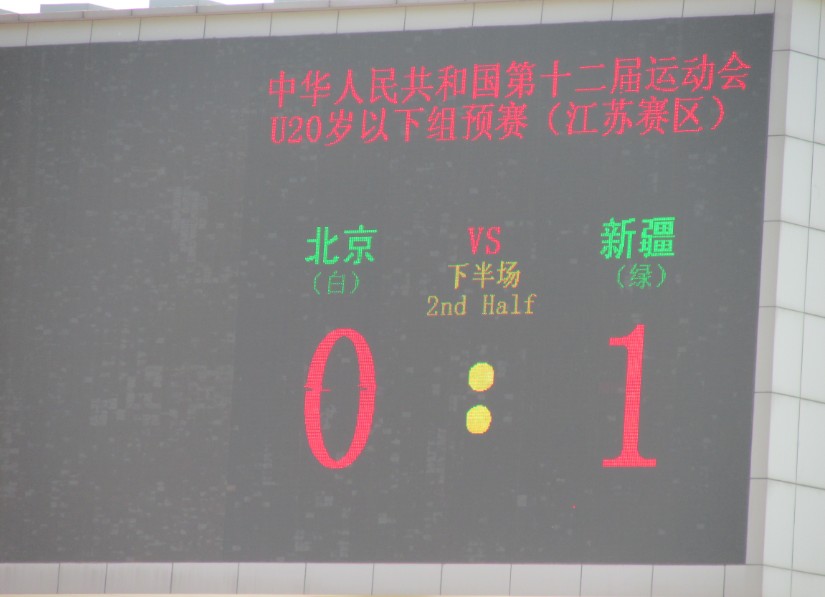 中华人民共和国第十二届运动会
U20岁以下组预赛（江苏赛区）
北京 VS 新疆
（白） 下半场 （绿）
2nd Half
0 : 1